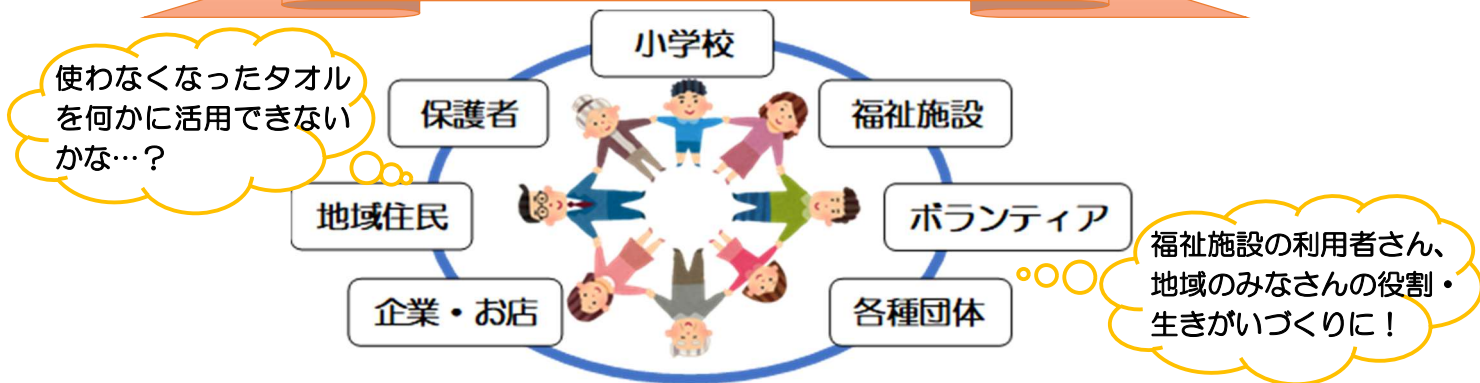 小学校
使わなくなったタオル
を何かに活用できない
かな…？
保護者
福祉施設
地域住民
ボランティア
福祉施設の利用者さん、
地域のみなさんの役割・
生きがいづくりに！
企業・お店
各種団体